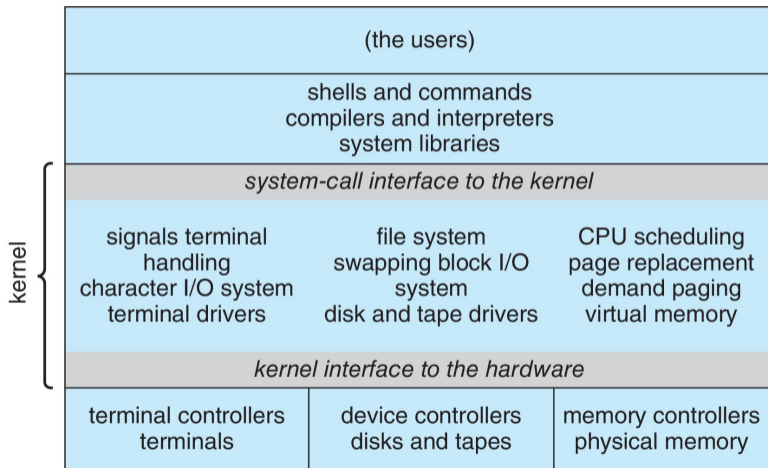 (the users)
shells and commands
compilers and interpreters
system libraries
kernel
system-call interface to the kernel
signals terminal
handling
character I/O system
terminal drivers
file system
swapping block I/O
system
disk and tape drivers
CPU scheduling
page replacement
demand paging
virtual memory
kernel interface to the hardware
terminal controllers
terminals
device controllers
disks and tapes
memory controllers
physical memory